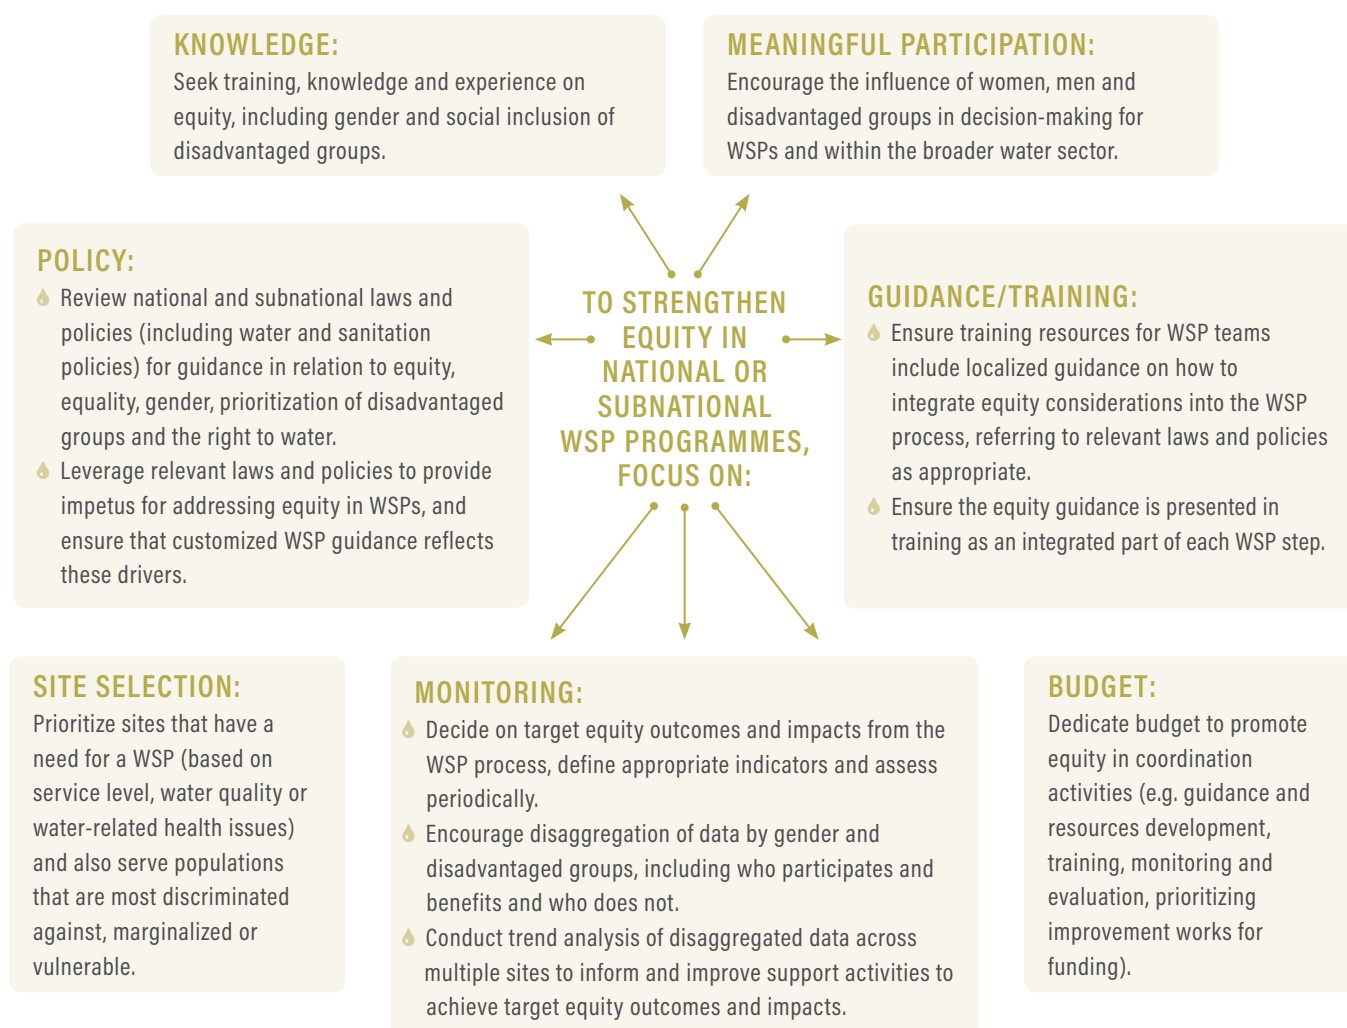 KNOWLEDGE:
Seek training, knowledge and experience on
equity, including gender and social inclusion of
disadvantaged groups.
MEANINGFUL PARTICIPATION:
Encourage the influence of women, men and
disadvantaged groups in decision-making for
WSPs and within the broader water sector.
POLICY:
Review national and subnational laws and
policies (including water and sanitation
policies) for guidance in relation to equity,
equality, gender, prioritization of disadvantaged
groups and the right to water.
Leverage relevant laws and policies to provide
impetus for addressing equity in WSPs, and
ensure that customized WSP guidance reflects
these drivers.
TO STRENGTHEN
EQUITY IN
NATIONAL OR
SUBNATIONAL
WSP PROGRAMMES,
FOCUS ON:
GUIDANCE/TRAINING:
Ensure training resources for WSP teams
include localized guidance on how to
integrate equity considerations into the WSP
process, referring to relevant laws and policies
as appropriate.
Ensure the equity guidance is presented in
training as an integrated part of each WSP step.
SITE SELECTION:
Prioritize sites that have a
need for a WSP (based on
service level, water quality or
water-related health issues)
and also serve populations
that are most discriminated
against, marginalized or
vulnerable.
MONITORING:
Decide on target equity outcomes and impacts from the
WSP process, define appropriate indicators and assess
periodically.
Encourage disaggregation of data by gender and
disadvantaged groups, including who participates and
benefits and who does not.
Conduct trend analysis of disaggregated data across
multiple sites to inform and improve support activities to
achieve target equity outcomes and impacts.
BUDGET:
Dedicate budget to promote
equity in coordination
activities (e.g. guidance and
resources development,
training, monitoring and
evaluation, prioritizing
improvement works for
funding).